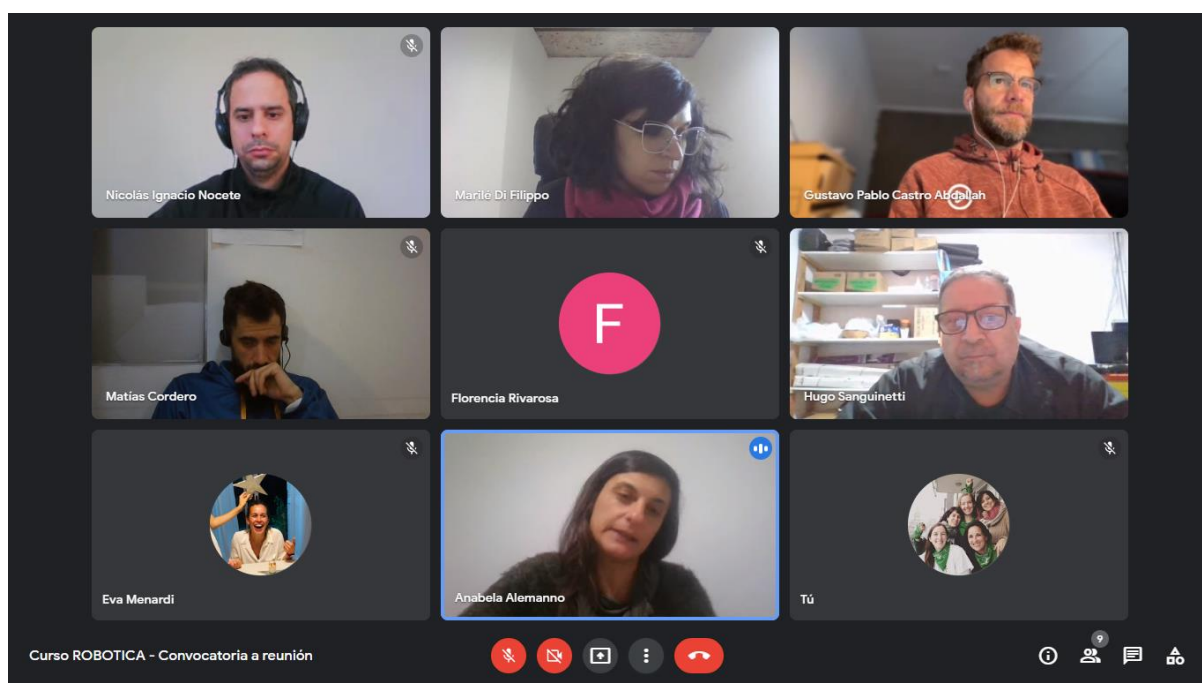 Nicolás Ignacio Nocete
Marilé Di Filippo
Gustavo Pablo Castro Abdallah
Matías Cordero
F
Florencia Rivarosa
Hugo Sanguinetti
Eva Menardi
Anabela Alemanno
Tú
Curso ROBOTICA - Convocatoria a reunión
9